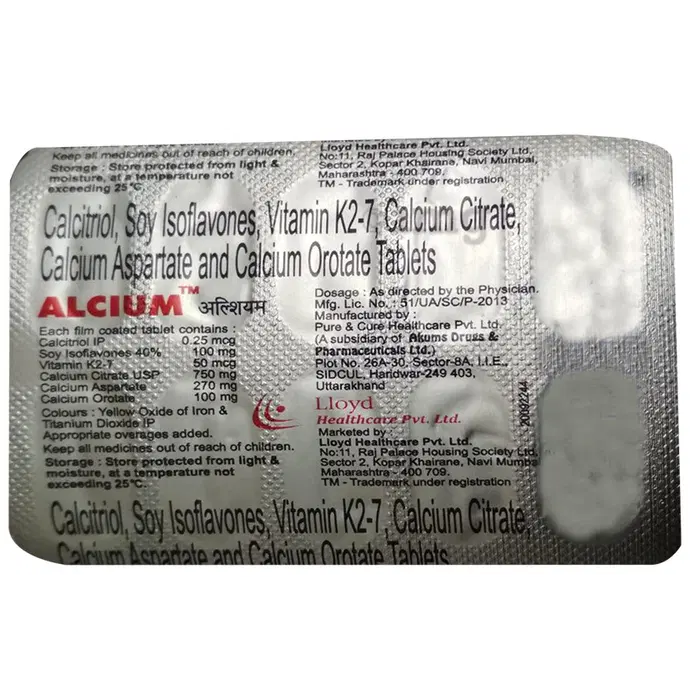 Keep all medicines out of reach of children.
Storage : Store protected from light &
moisture, at a temperature not
exceeding 25°C.
Lloyd Healthcare Pvt. Ltd.
No:11, Raj Palace Housing Society Ltd,
Sector 2, Kopar Khairane, Navi Mumbai,
Maharashtra - 400 709.
TM - Trademark under registration
Calcitriol, Soy Isoflavones, Vitamin K2-7, Calcium Citrate,
Calcium Aspartate and Calcium Orotate Tablets
ALCIUM™ अल्शियम
Each film coated tablet contains :
Calcitriol IP 0.25 mcg
Soy Isoflavones 40% 100 mg
Vitamin K2-7 50 mcg
Calcium Citrate USP 750 mg
Calcium Aspartate 270 mg
Calcium Orotate 100 mg
Colours : Yellow Oxide of Iron &
Titanium Dioxide IP
Appropriate overages added.
Keep all medicines out of reach of children.
Storage : Store protected from light &
moisture, at a temperature not
exceeding 25°C.
Dosage : As directed by the Physician.
Mfg. Lic. No. : 51/UA/SC/P-2013
Manufactured by :
Pure & Cure Healthcare Pvt. Ltd.
(A subsidiary of Akums Drugs &
Pharmaceuticals Ltd.)
Plot No. 26A-30, Sector-8A, I.I.E.,
SIDCUL, Haridwar-249 403,
Uttarakhand
Lloyd
Healthcare Pvt. Ltd.
Marketed by :
Lloyd Healthcare Pvt. Ltd.
No:11, Raj Palace Housing Society Ltd,
Sector 2, Kopar Khairane, Navi Mumba
Maharashtra - 400 709.
TM - Trademark under registration
20092244
Calcitriol, Soy Isoflavones, Vitamin K2-7, Calcium Citrate,
Calcium Aspartate and Calcium Orotate Tablets